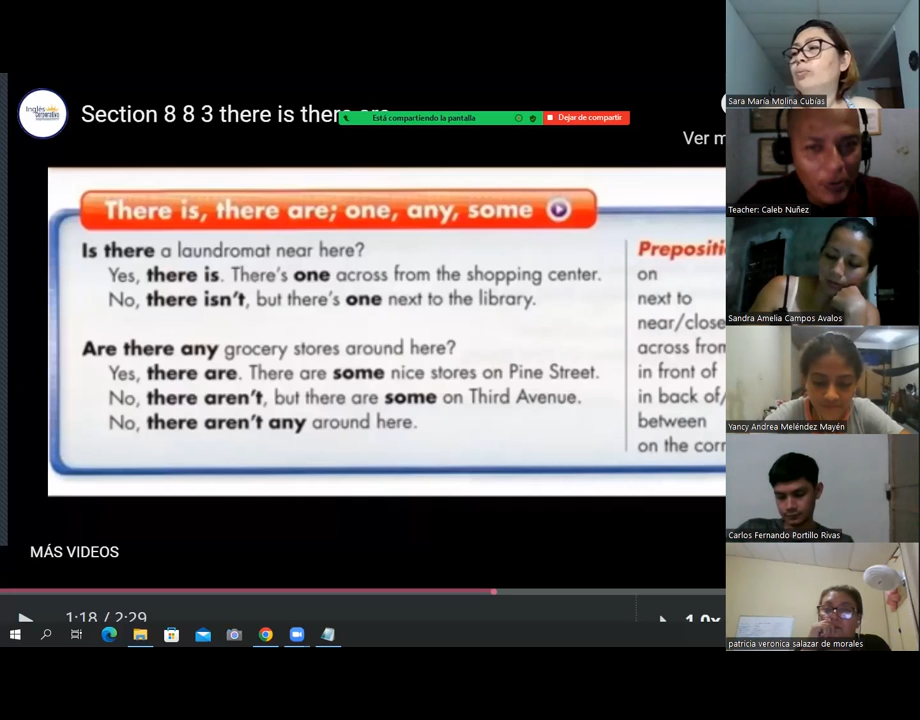 Inglés
Corporativo
Section 8 8 3 there is there are
Está compartiendo la pantalla
Dejar de compartir
Ver m
There is, there are; one, any, some
Is there a laundromat near here?
Yes, there is. There's one across from the shopping center.
No, there isn't, but there's one next to the library.
Are there any grocery stores around here?
Yes, there are. There are some nice stores on Pine Street.
No, there aren't, but there are some on Third Avenue.
No, there aren't any around here.
Prepositi
on
next to
near/close
across from
in front of
in back of/
between
on the corr
MÁS VIDEOS
1:18 / 2:29
1.0x
Sara María Molina Cubías
Teacher: Caleb Nuñez
Sandra Amelia Campos Avalos
Yancy Andrea Meléndez Mayén
Carlos Fernando Portillo Rivas
patricia veronica salazar de morales